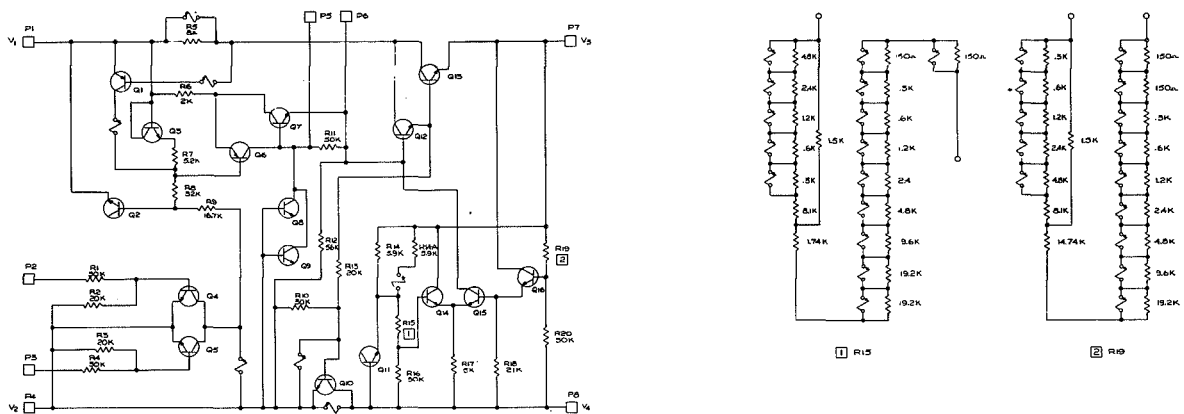 P1
V1
R5
8Ω
P5
P6
P7
V3
Q1
R6
2K
Q3
Q7
R11
50K
Q12
Q13
R7
5.2K
Q6
R8
52K
R9
16.7K
Q2
Q8
Q9
R12
56K
R13
20K
R14
5.9K
R14A
5.9K
R19
2
P2
R1
50K
R2
20K
Q4
R10
50K
Q14
Q15
Q16
R3
20K
Q5
R15
1
R20
50K
P3
R4
50K
Q10
Q11
R16
50K
R17
R18
21K
P4
V2
P8
V4
4.8K
2.4K
1.2K
.6K
.3K
8.1K
1.74K
1.5K
150Ω
.3K
.6K
1.2K
2.4
4.8K
9.6K
19.2K
19.2K
150Ω
1 R15
.3K
.6K
1.2K
2.4K
4.8K
8.1K
14.74K
1.5K
150Ω
150Ω
.3K
.6K
1.2K
2.4K
4.8K
9.6K
19.2K
2 R19